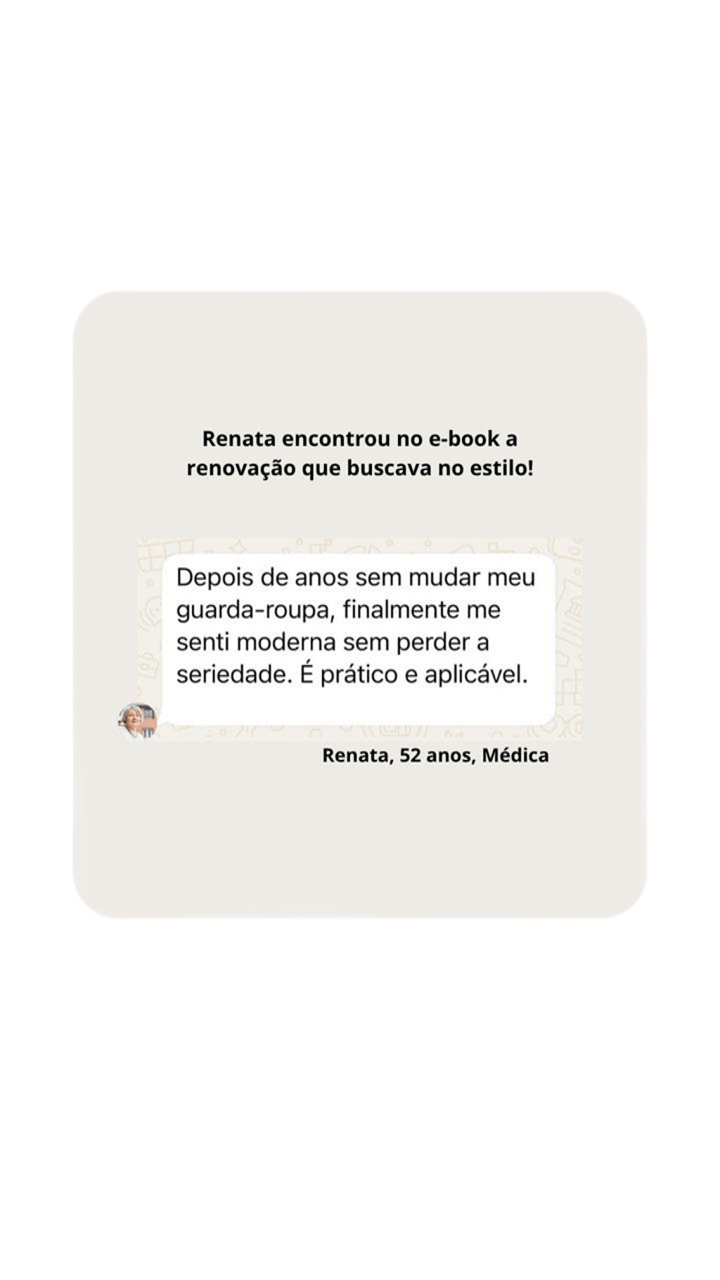 Renata encontrou no e-book a
renovação que buscava no estilo!
Depois de anos sem mudar meu
guarda-roupa, finalmente me
senti moderna sem perder a
seriedade. É prático e aplicável.
Renata, 52 anos, Médica